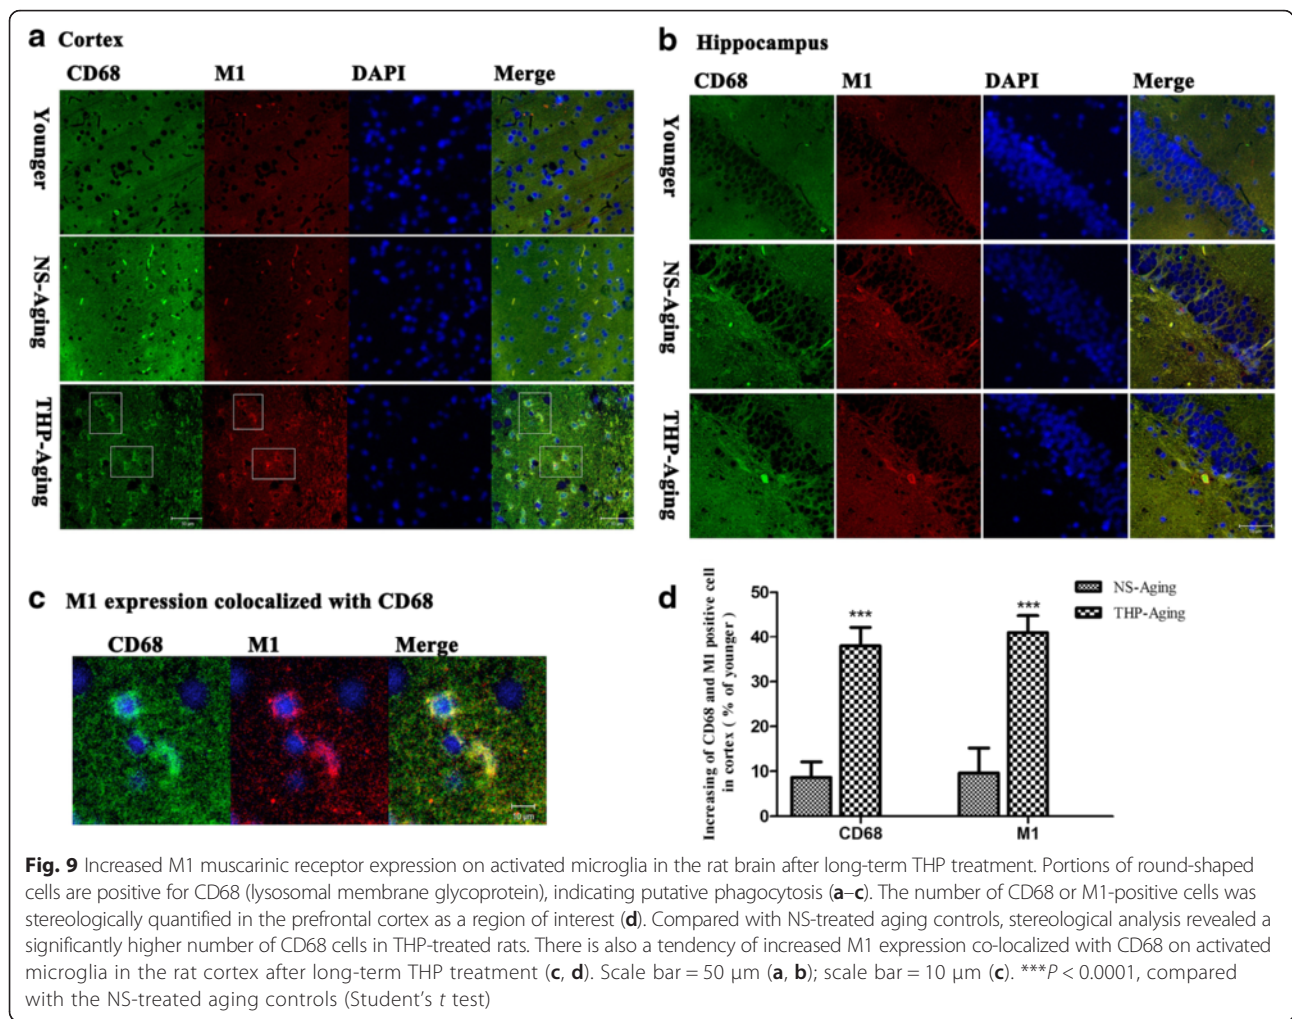 a Cortex
CD68 M1 DAPI Merge
Younger
NS-Aging
THP-Aging
b Hippocampus
CD68 M1 DAPI Merge
Younger
NS-Aging
THP-Aging
c M1 expression colocalized with CD68
CD68 M1 Merge
10 μm
d
Increasing of CD68 and M1 positive cell
in cortex ( % of younger )
50
40
30
20
10
0
*** ***
CD68 M1
NS-Aging
THP-Aging
Fig. 9 Increased M1 muscarinic receptor expression on activated microglia in the rat brain after long-term THP treatment. Portions of round-shaped
cells are positive for CD68 (lysosomal membrane glycoprotein), indicating putative phagocytosis (a–c). The number of CD68 or M1-positive cells was
stereologically quantified in the prefrontal cortex as a region of interest (d). Compared with NS-treated aging controls, stereological analysis revealed a
significantly higher number of CD68 cells in THP-treated rats. There is also a tendency of increased M1 expression co-localized with CD68 on activated
microglia in the rat cortex after long-term THP treatment (c, d). Scale bar = 50 μm (a, b); scale bar = 10 μm (c). ***P < 0.0001, compared
with the NS-treated aging controls (Student’s t test)